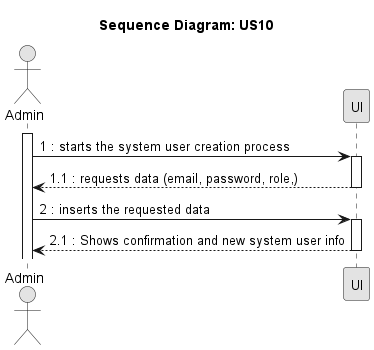 Sequence Diagram: US10
Admin
UI
1 : starts the system user creation process
1.1 : requests data (email, password, role,)
2 : inserts the requested data
2.1 : Shows confirmation and new system user info
Admin
UI